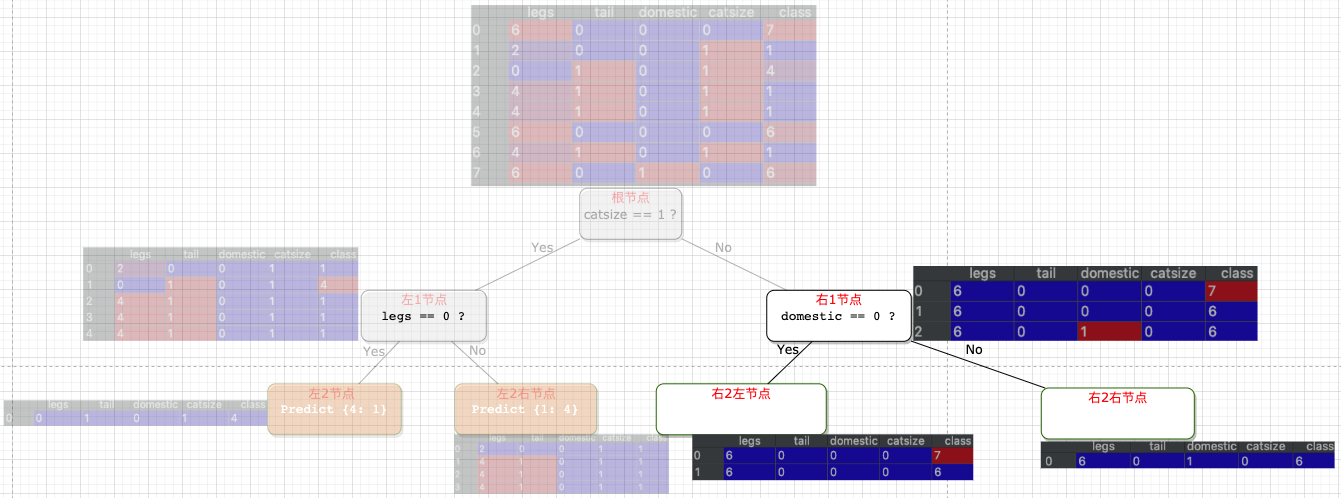 legs tail domestic catsize class
0 6 0 0 0 7
1 2 0 0 1 1
2 0 1 0 1 4
3 4 1 0 1 1
4 4 1 0 1 1
5 6 0 0 0 6
6 4 1 0 1 1
7 6 0 1 0 6
根节点
catsize == 1 ?
Yes
No
legs tail domestic catsize class
0 2 0 0 1 1
1 0 1 0 1 4
2 4 1 0 1 1
3 4 1 0 1 1
4 4 1 0 1 1
左1节点
legs == 0 ?
右1节点
domestic == 0 ?
legs tail domestic catsize class
0 6 0 0 0 7
1 6 0 0 0 6
2 6 0 1 0 6
Yes
No
Yes
No
legs tail domestic catsize class
0 0 1 0 1 4
左2节点
Predict {4: 1}
左2右节点
Predict {1: 4}
legs tail domestic catsize class
0 2 0 0 1 1
1 4 1 0 1 1
2 4 1 0 1 1
3 4 1 0 1 1
右2左节点
legs tail domestic catsize class
0 6 0 0 0 7
1 6 0 0 0 6
右2右节点
legs tail domestic catsize class
0 6 0 1 0 6